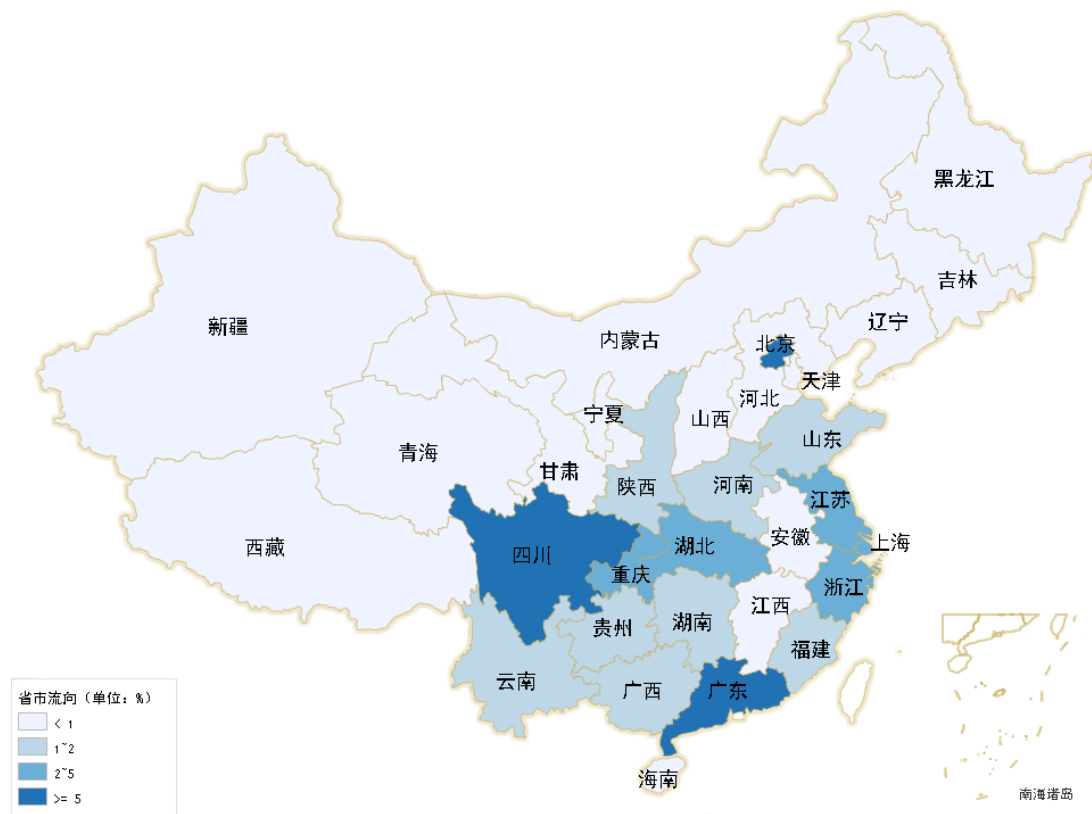 黑龙江
吉林
辽宁
新疆
内蒙古
北京
天津
河北
宁夏
山西
山东
青海
甘肃
陕西
河南
江苏
西藏
四川
湖北
安徽
上海
重庆
浙江
江西
贵州
湖南
福建
云南
广西
广东
海南
南海诸岛
省市流向（单位：%）
< 1
1~2
2~5
>= 5